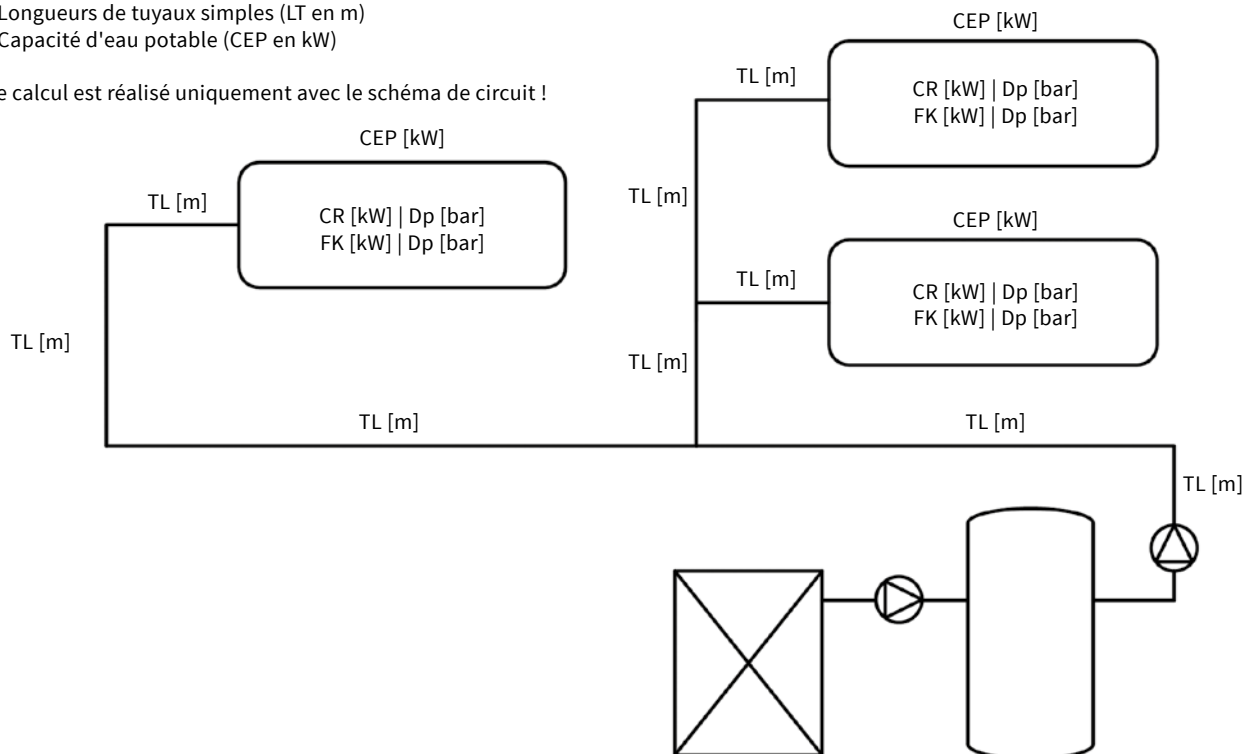 Longueurs de tuyaux simples (LT en m)
Capacité d'eau potable (CEP en kW)
e calcul est réalisé uniquement avec le schéma de circuit !
CEP [kW]
TL [m]
CR [kW] | Dp [bar]
FK [kW] | Dp [bar]
CEP [kW]
TL [m]
CR [kW] | Dp [bar]
FK [kW] | Dp [bar]
TL [m]
CEP [kW]
TL [m]
CR [kW] | Dp [bar]
FK [kW] | Dp [bar]
TL [m]
TL [m]
TL [m]
TL [m]
TL [m]